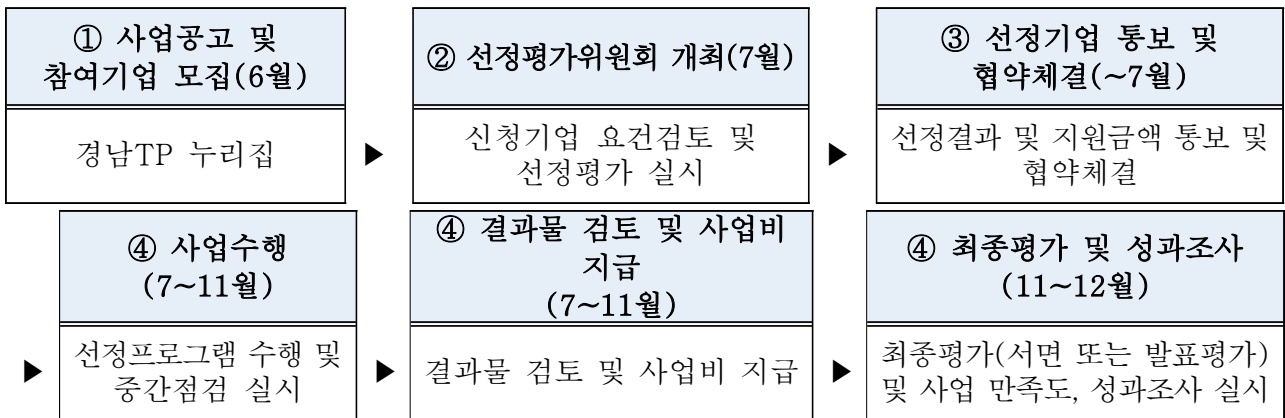 ① 사업공고 및
참여기업 모집(6월)
경남TP 누리집
▶
② 선정평가위원회 개최(7월)
신청기업 요건검토 및
선정평가 실시
▶
③ 선정기업 통보 및
협약체결(~7월)
선정결과 및 지원금액 통보 및
협약체결
▶
④ 사업수행
(7~11월)
선정프로그램 수행 및
중간점검 실시
▶
④ 결과물 검토 및 사업비
지급
(7~11월)
결과물 검토 및 사업비 지급
▶
④ 최종평가 및 성과조사
(11~12월)
최종평가(서면 또는 발표평가)
및 사업 만족도, 성과조사 실시